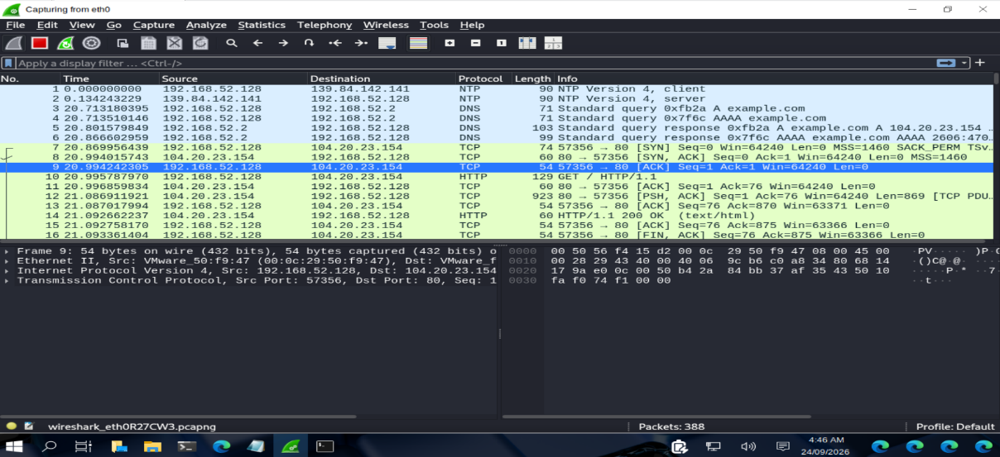 Capturing from eth0
File Edit View Go Capture Analyze Statistics Telephony Wireless Tools Help
Apply a display filter ... <Ctrl-/>
No. Time Source Destination Protocol Length Info
1 0.000000000 192.168.52.128 139.84.142.141 NTP 90 NTP Version 4, client
2 0.134243229 139.84.142.141 192.168.52.128 NTP 90 NTP Version 4, server
3 20.713180395 192.168.52.128 192.168.52.2 DNS 71 Standard query 0xfb2a A example.com
4 20.713510146 192.168.52.128 192.168.52.2 DNS 71 Standard query 0x7f6c AAAA example.com
5 20.801579849 192.168.52.2 192.168.52.128 DNS 103 Standard query response 0xfb2a A example.com A 104.20.23.154 ..
6 20.866602959 192.168.52.2 192.168.52.128 DNS 99 Standard query response 0x7f6c AAAA example.com AAAA 2606:470..
7 20.869956439 192.168.52.128 104.20.23.154 TCP 74 57356 → 80 [SYN] Seq=0 Win=64240 Len=0 MSS=1460 SACK_PERM TSv..
8 20.994015743 104.20.23.154 192.168.52.128 TCP 60 80 → 57356 [SYN, ACK] Seq=0 Ack=1 Win=64240 Len=0 MSS=1460
9 20.994242305 192.168.52.128 104.20.23.154 TCP 54 57356 → 80 [ACK] Seq=1 Ack=1 Win=64240 Len=0
10 20.995787970 192.168.52.128 104.20.23.154 HTTP 129 GET / HTTP/1.1
11 20.996859834 104.20.23.154 192.168.52.128 TCP 60 80 → 57356 [ACK] Seq=1 Ack=76 Win=64240 Len=0
12 21.086911921 104.20.23.154 192.168.52.128 TCP 923 80 → 57356 [PSH, ACK] Seq=1 Ack=76 Win=64240 Len=869 [TCP PDU..
13 21.087017994 192.168.52.128 104.20.23.154 TCP 54 57356 → 80 [ACK] Seq=76 Ack=870 Win=63371 Len=0
14 21.092662237 104.20.23.154 192.168.52.128 HTTP 60 HTTP/1.1 200 OK (text/html)
15 21.092758170 192.168.52.128 104.20.23.154 TCP 54 57356 → 80 [ACK] Seq=76 Ack=875 Win=63366 Len=0
16 21.093361404 192.168.52.128 104.20.23.154 TCP 54 57356 → 80 [FIN, ACK] Seq=76 Ack=875 Win=63366 Len=0
Frame 9: 54 bytes on wire (432 bits), 54 bytes captured (432 bits) o
Ethernet II, Src: VMware_50:f9:47 (00:0c:29:50:f9:47), Dst: VMware_f
Internet Protocol Version 4, Src: 192.168.52.128, Dst: 104.20.23.154
Transmission Control Protocol, Src Port: 57356, Dst Port: 80, Seq: 1
0000 00 50 56 f4 15 d2 00 0c 29 50 f9 47 08 00 45 00 ·PV····· )P·G
0010 00 28 29 43 40 00 40 06 9c b6 c0 a8 34 80 68 14 ·()C@·@· ····
0020 17 9a e0 0c 00 50 b4 2a 84 bb 37 af 35 43 50 10 ·····P·* ··7·
0030 fa f0 74 f1 00 00 ··t···
wireshark_eth0R27CW3.pcapng Packets: 388 Profile: Default
4:46 AM
24/09/2026